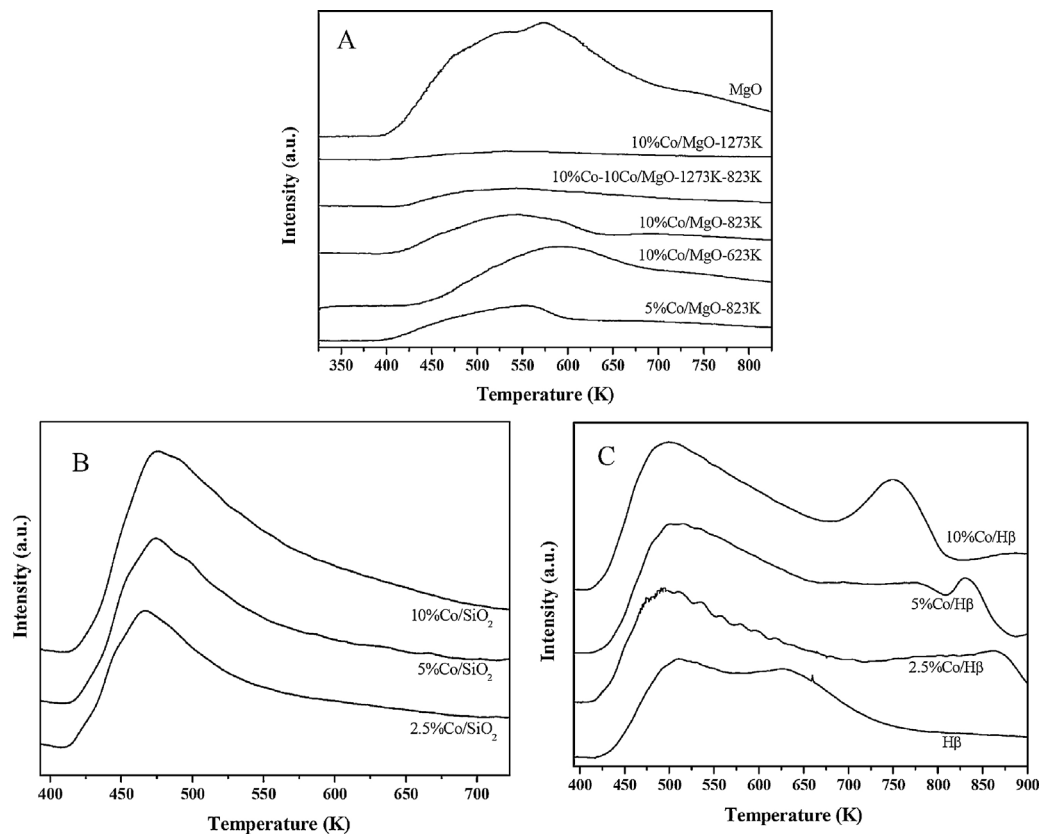 A
MgO
10%Co/MgO-1273K
10%Co-10Co/MgO-1273K-823K
10%Co/MgO-823K
10%Co/MgO-623K
5%Co/MgO-823K
Intensity (a.u.)
350 400 450 500 550 600 650 700 750 800
Temperature (K)
B
10%Co/SiO2
5%Co/SiO2
2.5%Co/SiO2
Intensity (a.u.)
400 450 500 550 600 650 700
Temperature (K)
C
10%Co/Hβ
5%Co/Hβ
2.5%Co/Hβ
Hβ
Intensity (a.u.)
400 450 500 550 600 650 700 750 800 850 900
Temperature (K)